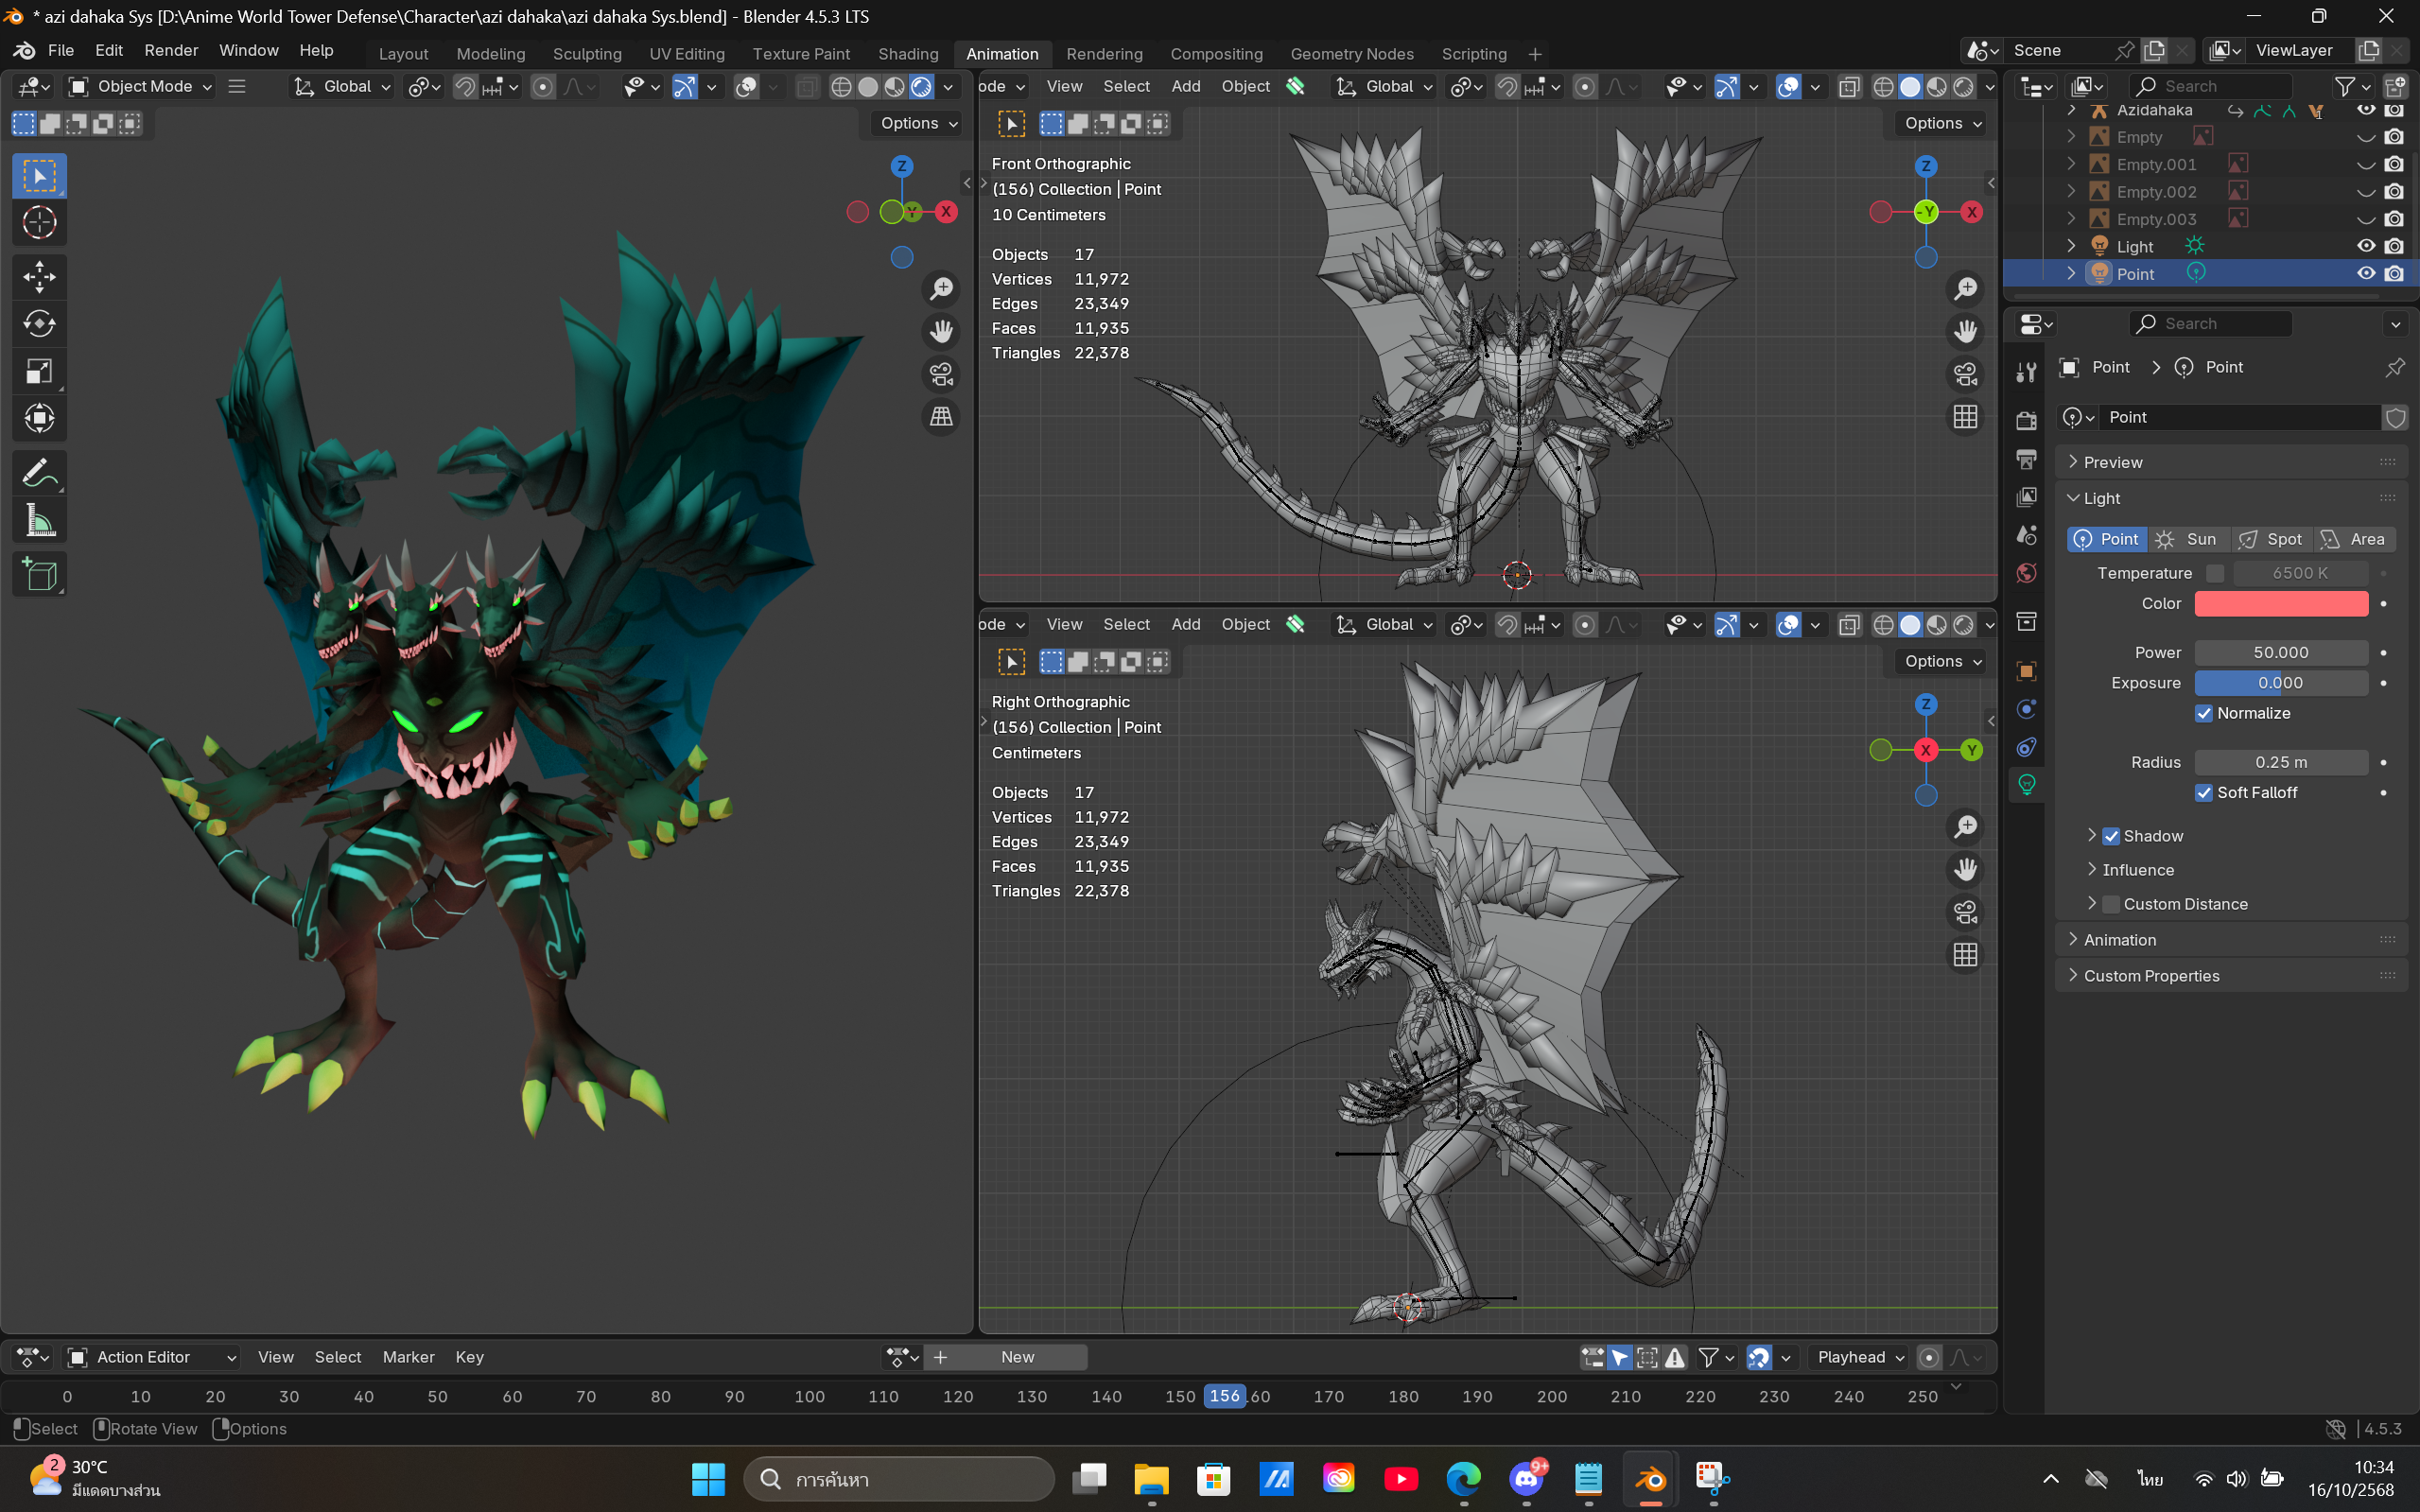 * azi dahaka Sys [D:\Anime World Tower Defense\Character\azi dahaka\azi dahaka Sys.blend] - Blender 4.5.3 LTS
File Edit Render Window Help Layout Modeling Sculpting UV Editing Texture Paint Shading Animation Rendering Compositing Geometry Nodes Scripting + Scene ViewLayer
Object Mode Global ode View Select Add Object Global Search
Options Options
Azidahaka
Empty
Empty.001
Empty.002
Empty.003
Light
Point
Z X
Front Orthographic
(156) Collection | Point
10 Centimeters
Objects 17
Vertices 11,972
Edges 23,349
Faces 11,935
Triangles 22,378
Z -Y X
ode View Select Add Object Global
Options
Right Orthographic
(156) Collection | Point
Centimeters
Objects 17
Vertices 11,972
Edges 23,349
Faces 11,935
Triangles 22,378
Z X Y
Search
Point Point
Point
Preview
Light
Point Sun Spot Area
Temperature 6500 K
Color
Power 50.000
Exposure 0.000
Normalize
Radius 0.25 m
Soft Falloff
Shadow
Influence
Custom Distance
Animation
Custom Properties
Action Editor View Select Marker Key + New Playhead
0 10 20 30 40 50 60 70 80 90 100 110 120 130 140 150 156 60 170 180 190 200 210 220 230 240 250
Select Rotate View Options 4.5.3
2 30°C
มีแดดบางส่วน
การค้นหา
9+
ไทย
10:34
16/10/2568